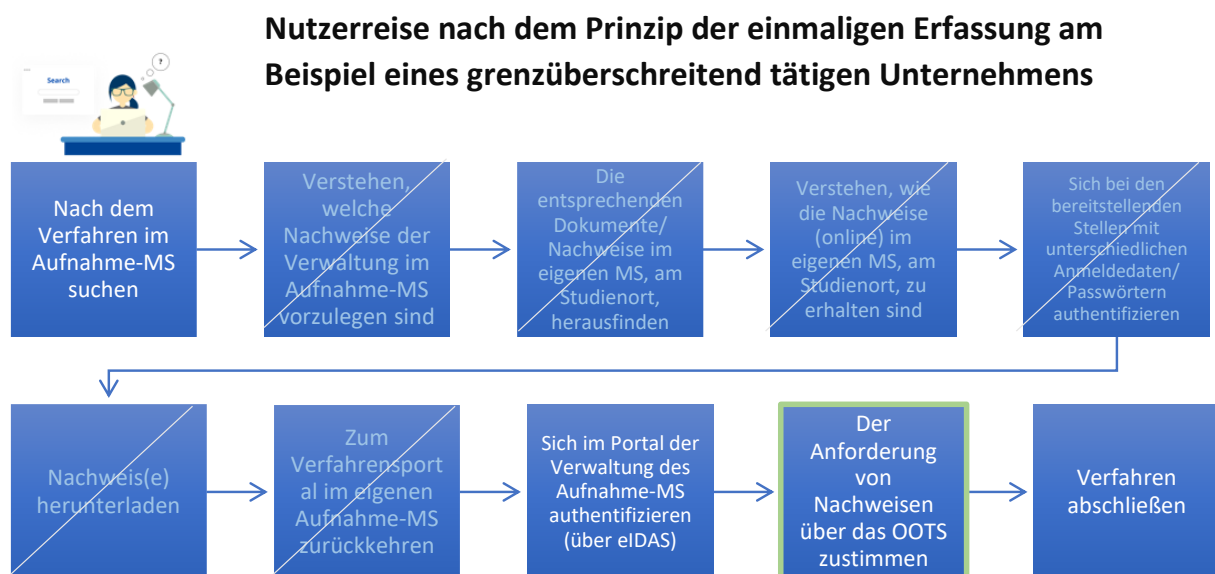 Nutzerreise nach dem Prinzip der einmaligen Erfassung am
Beispiel eines grenzüberschreitend tätigen Unternehmens
?
Search
Nach dem
Verfahren im
Aufnahme-MS
suchen
Verstehen,
welche
Nachweise der
Verwaltung im
Aufnahme-MS
vorzulegen sind
Die
entsprechenden
Dokumente/
Nachweise im
eigenen MS, am
Studienort,
herausfinden
Verstehen, wie
die Nachweise
(online) im
eigenen MS, am
Studienort, zu
erhalten sind
Sich bei den
bereitstellenden
Stellen mit
unterschiedlichen
Anmeldedaten/
Passwörtern
authentifizieren
Nachweis(e)
herunterladen
Zum
Verfahrensport
al im eigenen
Aufnahme-MS
zurückkehren
Sich im Portal der
Verwaltung des
Aufnahme-MS
authentifizieren
(über eIDAS)
Der
Anforderung
von
Nachweisen
über das OOTS
zustimmen
Verfahren
abschließen